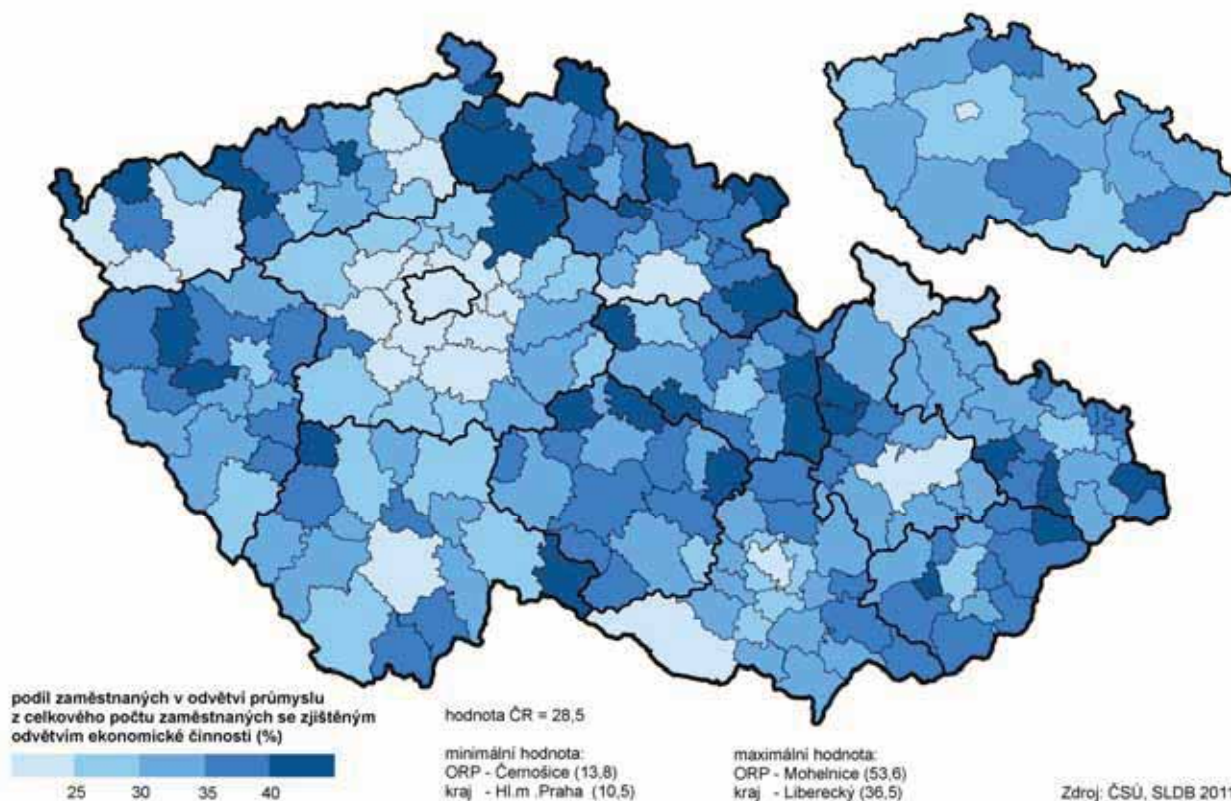 podíl zaměstnaných v odvětví průmyslu
z celkového počtu zaměstnaných se zjištěným
odvětvím ekonomické činnosti (%)
25 30 35 40
hodnota ČR = 28,5
minimální hodnota:
ORP - Černošice (13,8)
kraj - Hl.m .Praha (10,5)
maximální hodnota:
ORP - Mohelnice (53,6)
kraj - Liberecký (36,5)
Zdroj: ČSÚ, SLDB